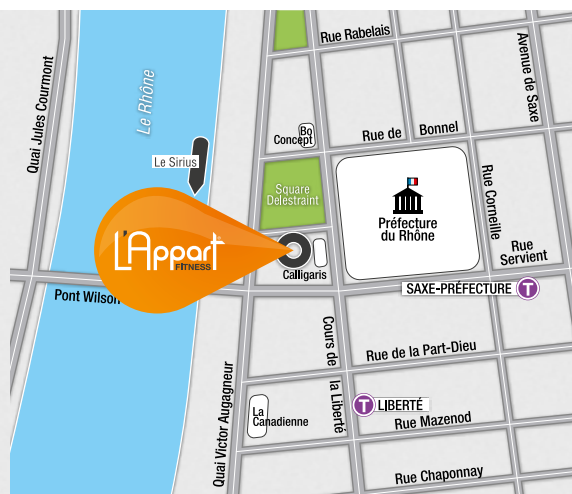 Rue Rabelais
Avenue de Saxe
Quai Jules Courmont
Le Rhône
Bo
Concept
Rue de Bonnel
Le Sirius
Square
Delestraint
Préfecture
du Rhône
Rue Corneille
L'Appart
FITNESS
Rue
Servient
Calligaris
Pont Wilson
SAXE-PRÉFECTURE T
Cours de la Liberté
Rue de la Part-Dieu
Quai Victor Augagneur
La
Canadienne
T LIBERTÉ
Rue Mazenod
Rue Chaponnay